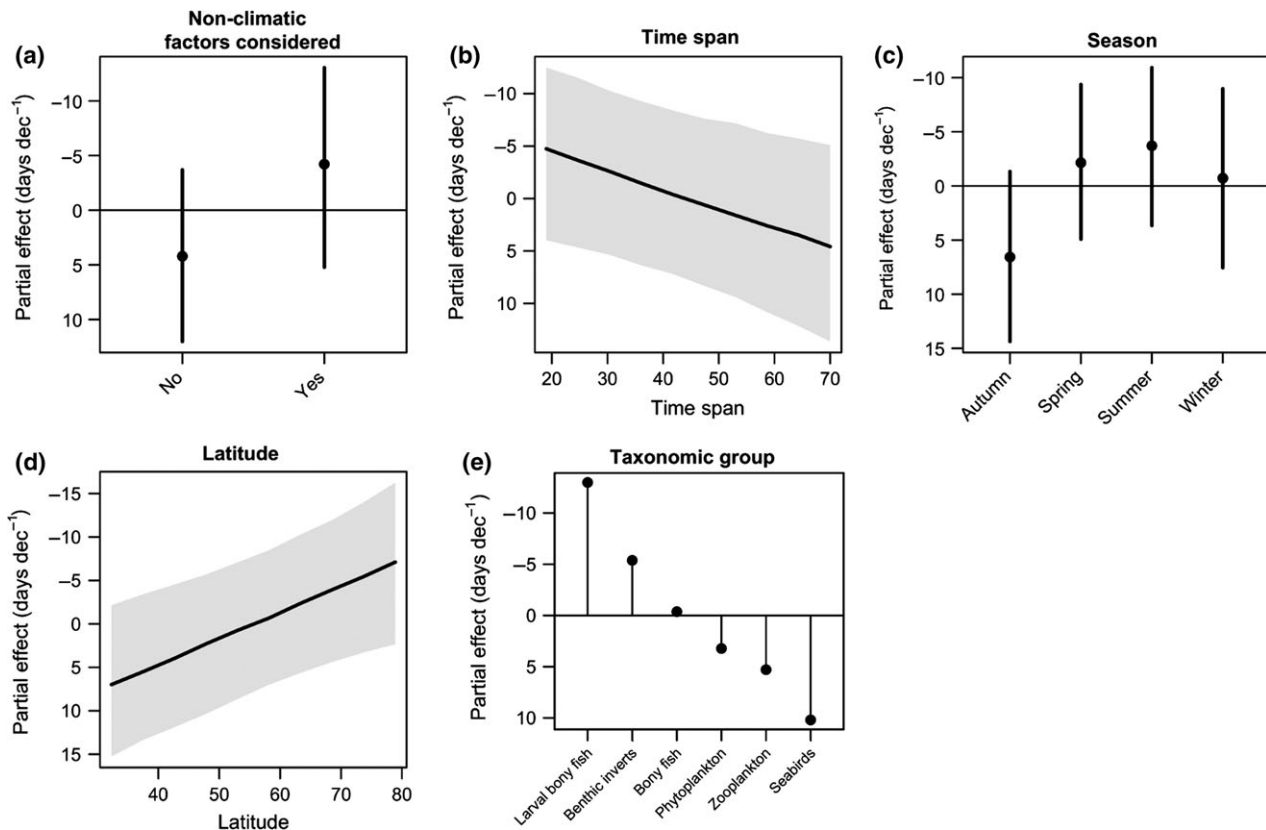 (a)
Non-climatic
factors considered
Partial effect (days dec⁻¹)
–10
–5
0
5
10
No
Yes
(b)
Time span
Partial effect (days dec⁻¹)
–10
–5
0
5
10
20
30
40
50
60
70
Time span
(c)
Season
Partial effect (days dec⁻¹)
–10
–5
0
5
10
15
Autumn
Spring
Summer
Winter
(d)
Latitude
Partial effect (days dec⁻¹)
–15
–10
–5
0
5
10
15
40
50
60
70
80
Latitude
(e)
Taxonomic group
Partial effect (days dec⁻¹)
–10
–5
0
5
10
Larval bony fish
Benthic inverts
Bony fish
Phytoplankton
Zooplankton
Seabirds